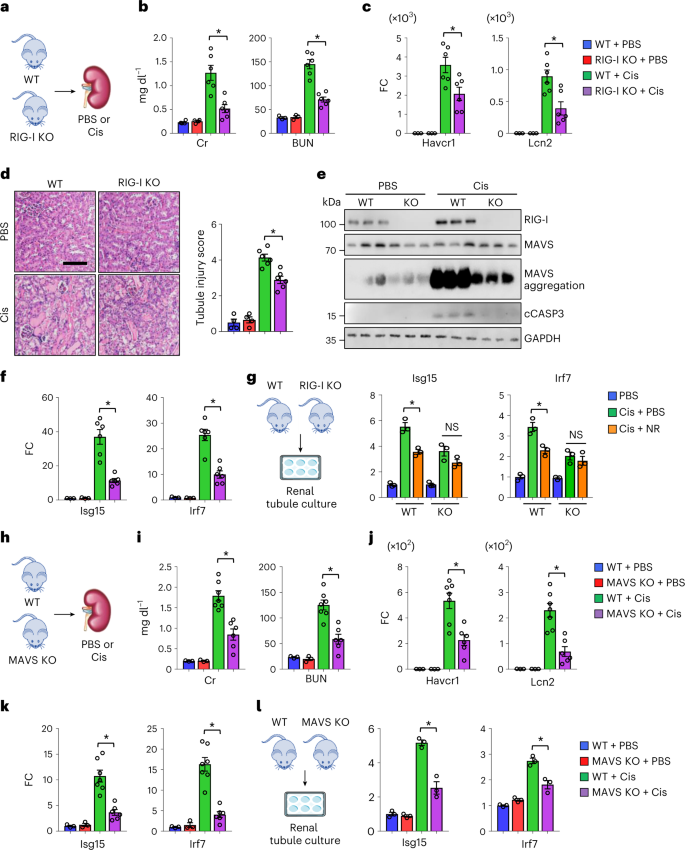 a
WT
RIG-I KO
PBS or
Cis
b
mg dl–1
2.0
1.5
1.0
0.5
0
*
Cr
200
150
100
50
0
*
BUN
c
(×10³)
FC
5
4
3
2
1
0
*
Havcr1
(×10³)
2.0
1.5
1.0
0.5
0
*
Lcn2
WT + PBS
RIG-I KO + PBS
WT + Cis
RIG-I KO + Cis
d
WT
RIG-I KO
PBS
Cis
Tubule injury score
6
4
2
0
*
e
PBS
Cis
kDa
WT
KO
WT
KO
100
RIG-I
70
MAVS
MAVS
aggregation
15
cCASP3
35
GAPDH
f
FC
60
40
20
0
*
Isg15
40
30
20
10
0
*
Irf7
g
WT
RIG-I KO
Renal
tubule culture
Isg15
8
6
4
2
0
*
NS
WT
KO
Irf7
5
4
3
2
1
0
*
NS
WT
KO
PBS
Cis + PBS
Cis + NR
h
WT
MAVS KO
PBS or
Cis
i
mg dl–1
2.5
2.0
1.5
1.0
0.5
0
*
Cr
200
150
100
50
0
*
BUN
j
(×10²)
FC
8
6
4
2
0
*
Havcr1
(×10²)
4
3
2
1
0
*
Lcn2
WT + PBS
MAVS KO + PBS
WT + Cis
MAVS KO + Cis
k
FC
20
15
10
5
0
*
Isg15
25
20
15
10
5
0
*
Irf7
l
WT
MAVS KO
Renal
tubule culture
6
4
2
0
*
Isg15
4
3
2
1
0
*
Irf7
WT + PBS
MAVS KO + PBS
WT + Cis
MAVS KO + Cis